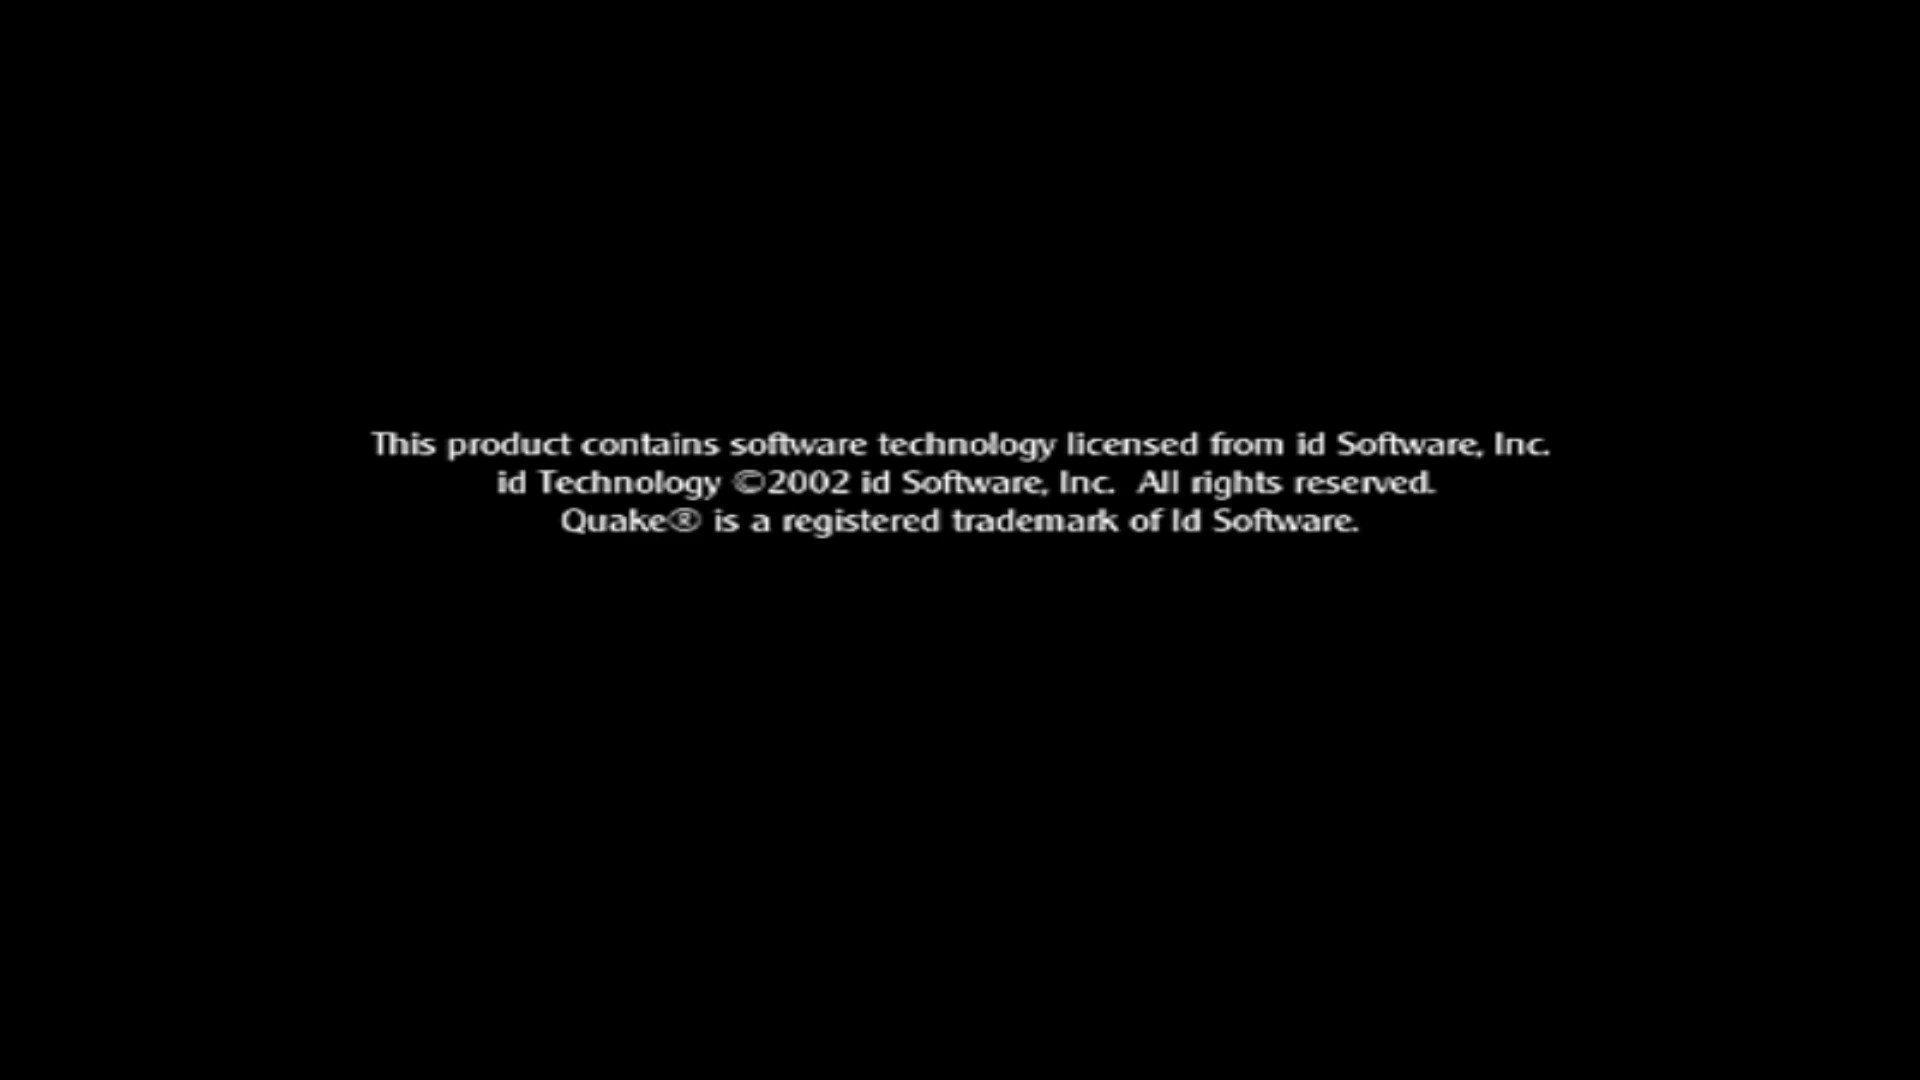 This product contains software technology licensed from id Software, Inc.
id Technology ©2002 id Software, Inc.  All rights reserved.
Quake® is a registered trademark of Id Software.